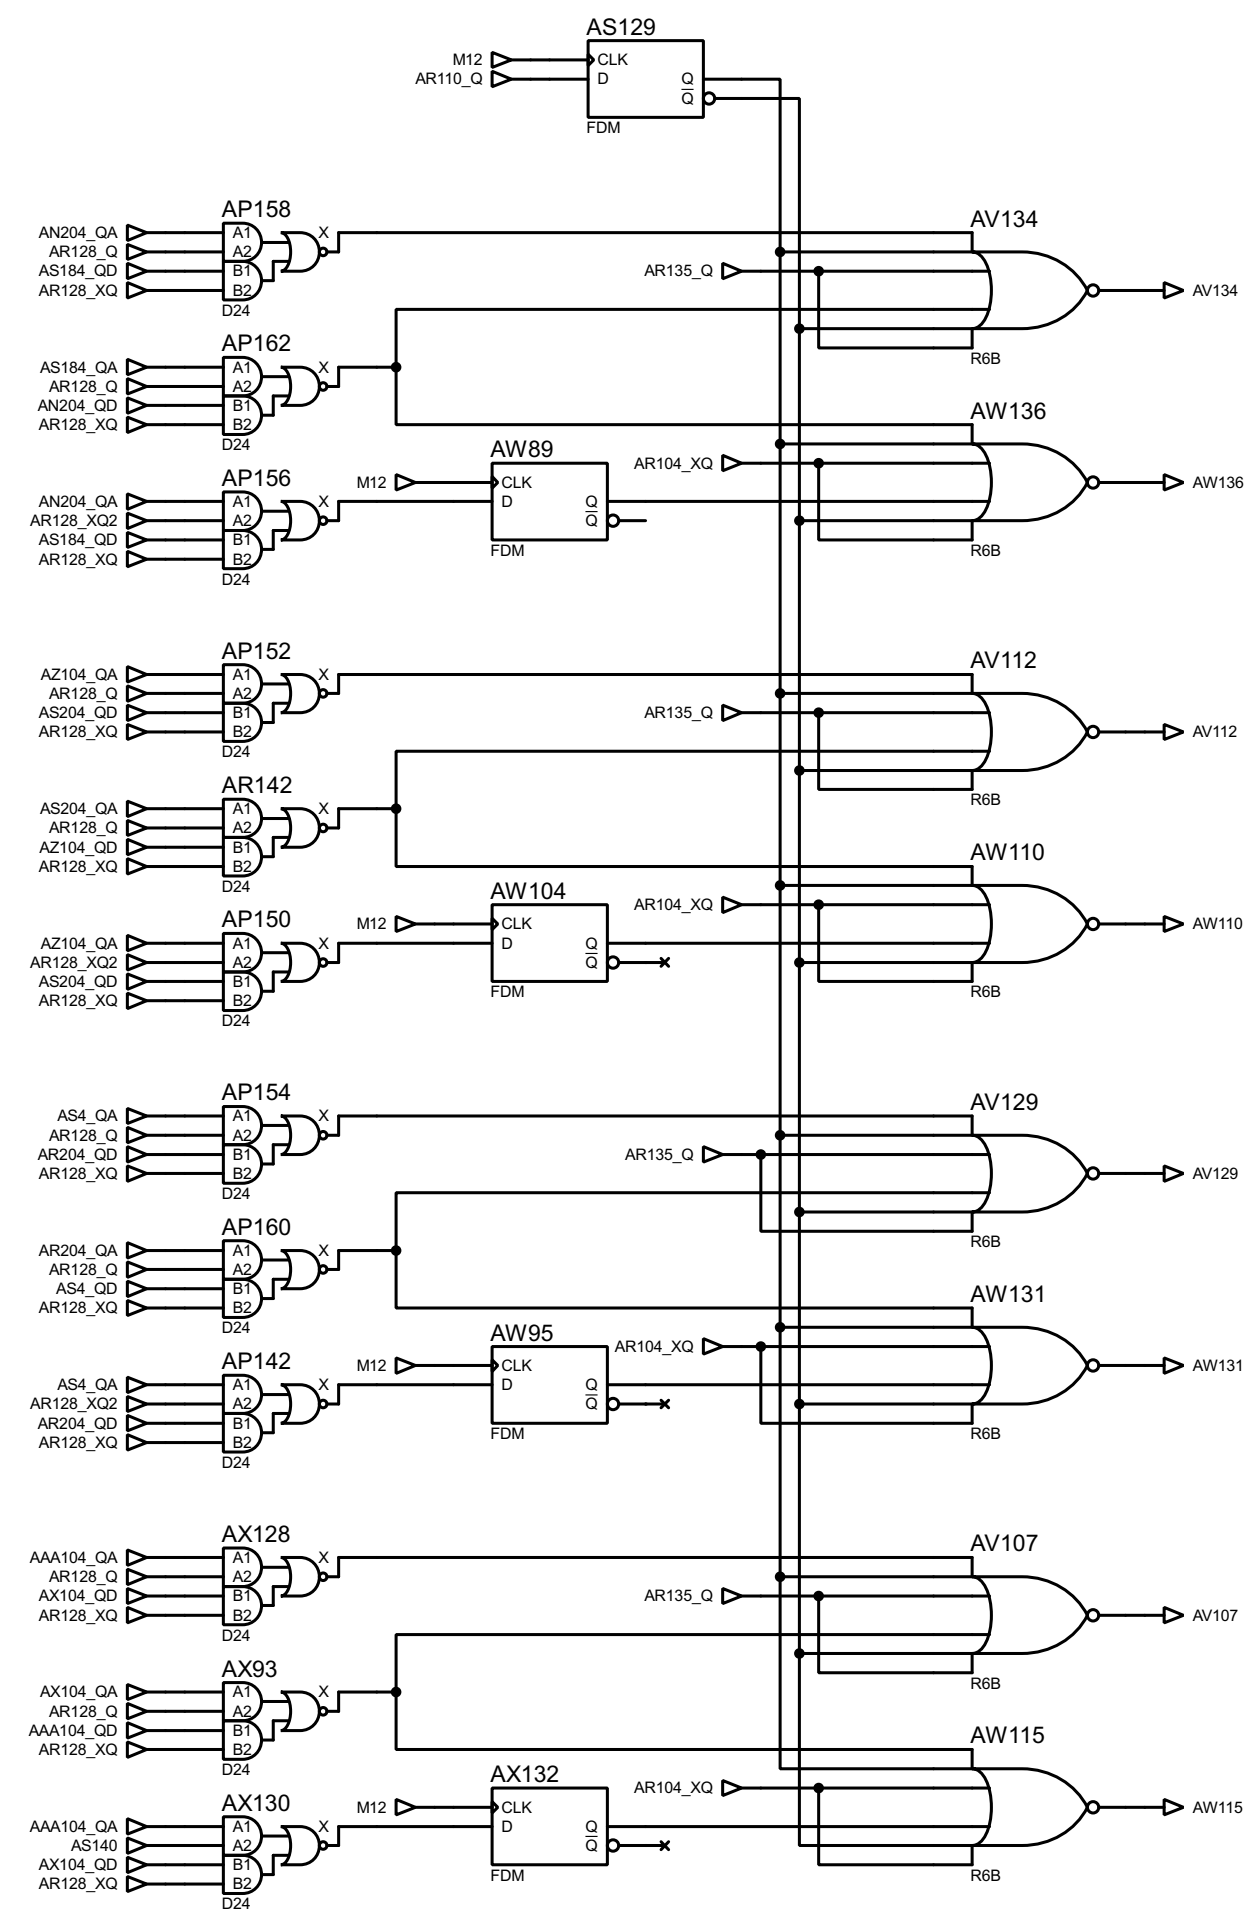 AS129
M12 CLK
AR110_Q D Q
Q
FDM
AP158
AN204_QA A1 X
AR128_Q A2
AS184_QD B1
AR128_XQ B2
D24
AV134
AR135_Q
AV134
R6B
AP162
AS184_QA A1 X
AR128_Q A2
AN204_QD B1
AR128_XQ B2
D24
AW136
AR104_XQ
AW136
R6B
AP156
AN204_QA A1 X
AR128_XQ2 A2
AS184_QD B1
AR128_XQ B2
D24
AW89
M12 CLK
D Q
Q
FDM
AP152
AZ104_QA A1 X
AR128_Q A2
AS204_QD B1
AR128_XQ B2
D24
AV112
AR135_Q
AV112
R6B
AR142
AS204_QA A1 X
AR128_Q A2
AZ104_QD B1
AR128_XQ B2
D24
AW110
AR104_XQ
AW110
R6B
AP150
AZ104_QA A1 X
AR128_XQ2 A2
AS204_QD B1
AR128_XQ B2
D24
AW104
M12 CLK
D Q
Q
FDM
AP154
AS4_QA A1 X
AR128_Q A2
AR204_QD B1
AR128_XQ B2
D24
AV129
AR135_Q
AV129
R6B
AP160
AR204_QA A1 X
AR128_Q A2
AS4_QD B1
AR128_XQ B2
D24
AW131
AR104_XQ
AW131
R6B
AP142
AS4_QA A1 X
AR128_XQ2 A2
AR204_QD B1
AR128_XQ B2
D24
AW95
M12 CLK
D Q
Q
FDM
AX128
AAA104_QA A1 X
AR128_Q A2
AX104_QD B1
AR128_XQ B2
D24
AV107
AR135_Q
AV107
R6B
AX93
AX104_QA A1 X
AR128_Q A2
AAA104_QD B1
AR128_XQ B2
D24
AW115
AR104_XQ
AW115
R6B
AX130
AAA104_QA A1 X
AS140 A2
AX104_QD B1
AR128_XQ B2
D24
AX132
M12 CLK
D Q
Q
FDM